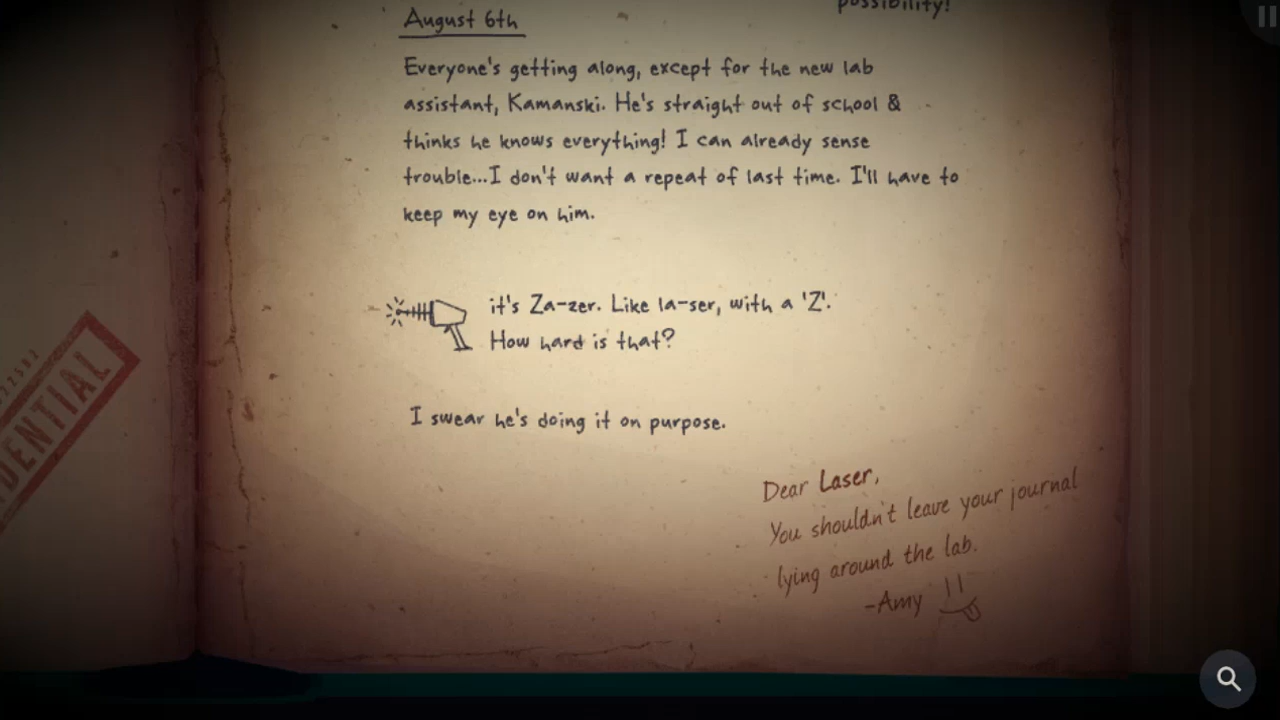 possibility!
August 6th
Everyone's getting along, except for the new lab
assistant, Kamanski. He's straight out of school &
thinks he knows everything! I can already sense
trouble...I don't want a repeat of last time. I'll have to
keep my eye on him.
it's Za-zer. Like la-ser, with a 'Z'.
How hard is that?
I swear he's doing it on purpose.
DENTIAL
Dear Laser,
You shouldn't leave your journal
lying around the lab.
-Amy